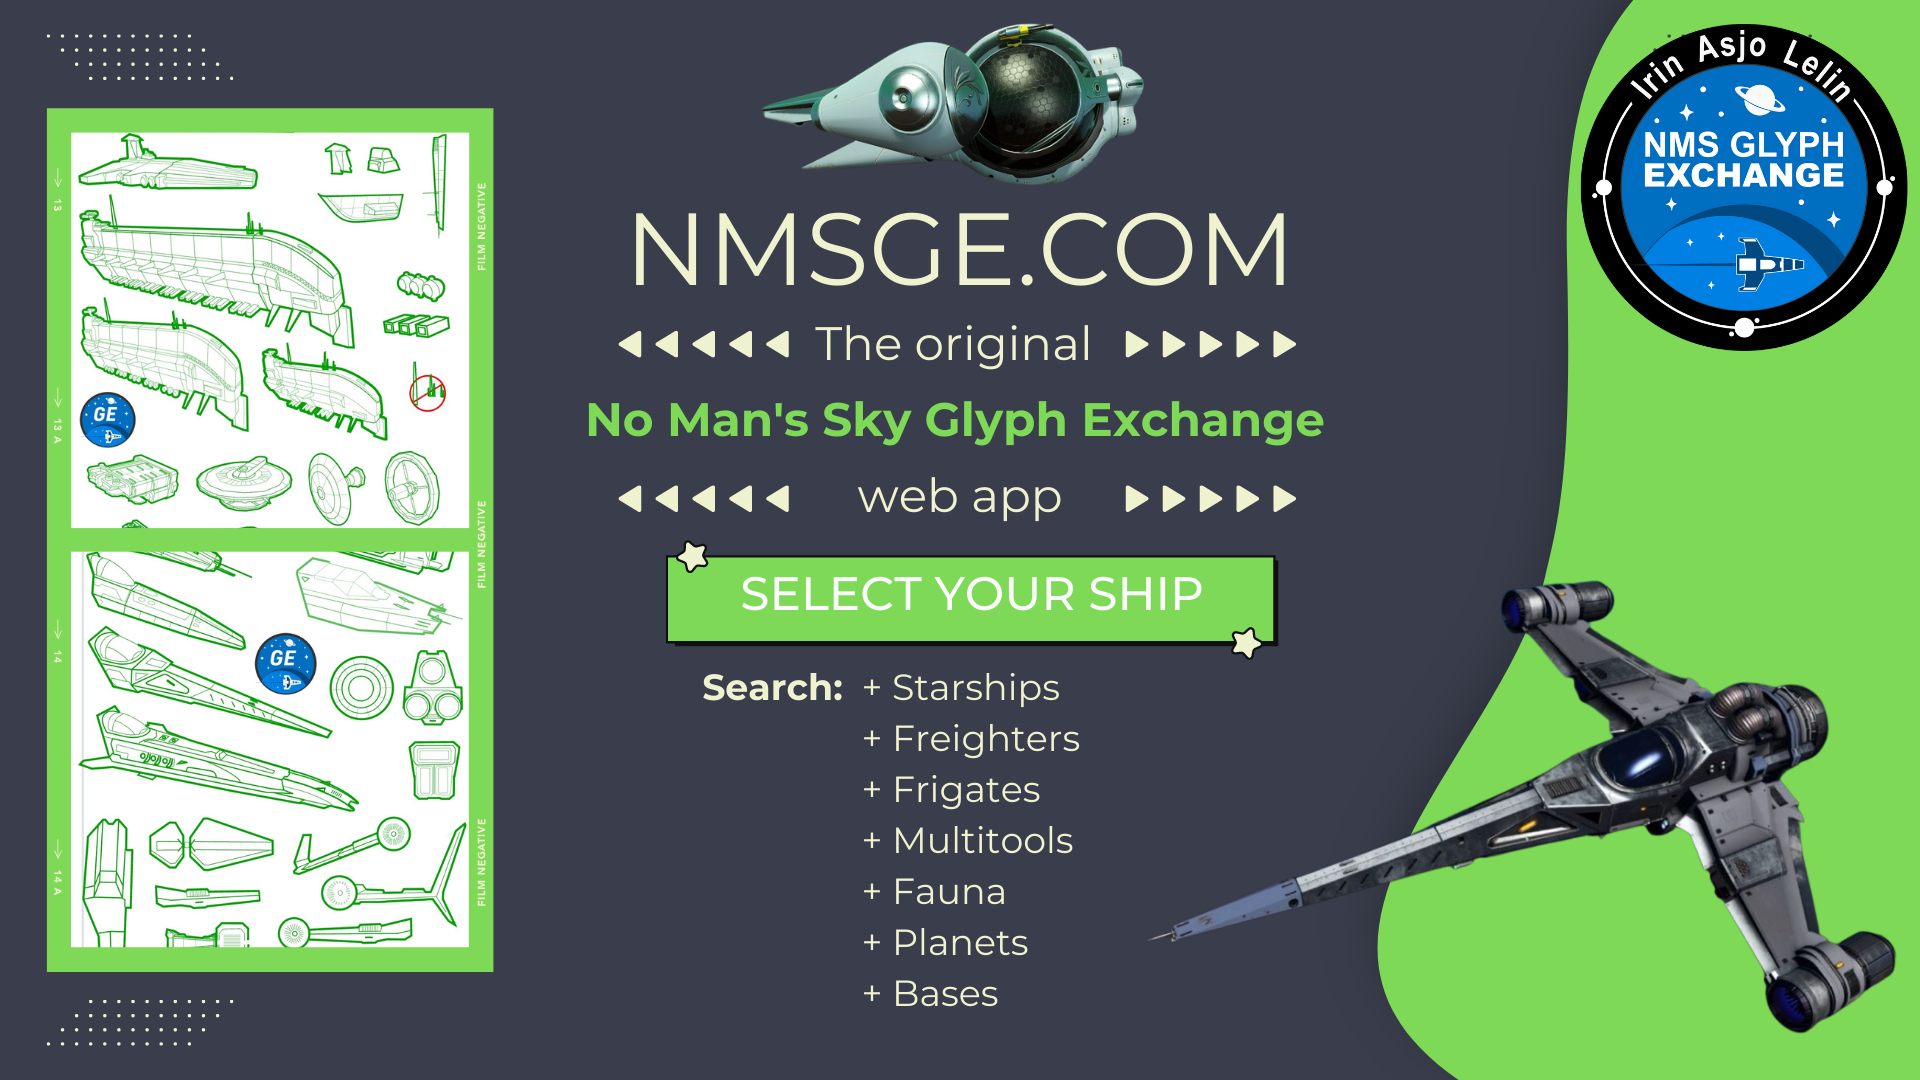 → 13
FILM NEGATIVE
→ 13 A
GE
FILM NEGATIVE
→ 14
GE
→ 14 A
FILM NEGATIVE
NMSGE.COM
The original
No Man's Sky Glyph Exchange
web app
SELECT YOUR SHIP
Search: + Starships
+ Freighters
+ Frigates
+ Multitools
+ Fauna
+ Planets
+ Bases
Irin Asjo Lelin
NMS GLYPH
EXCHANGE